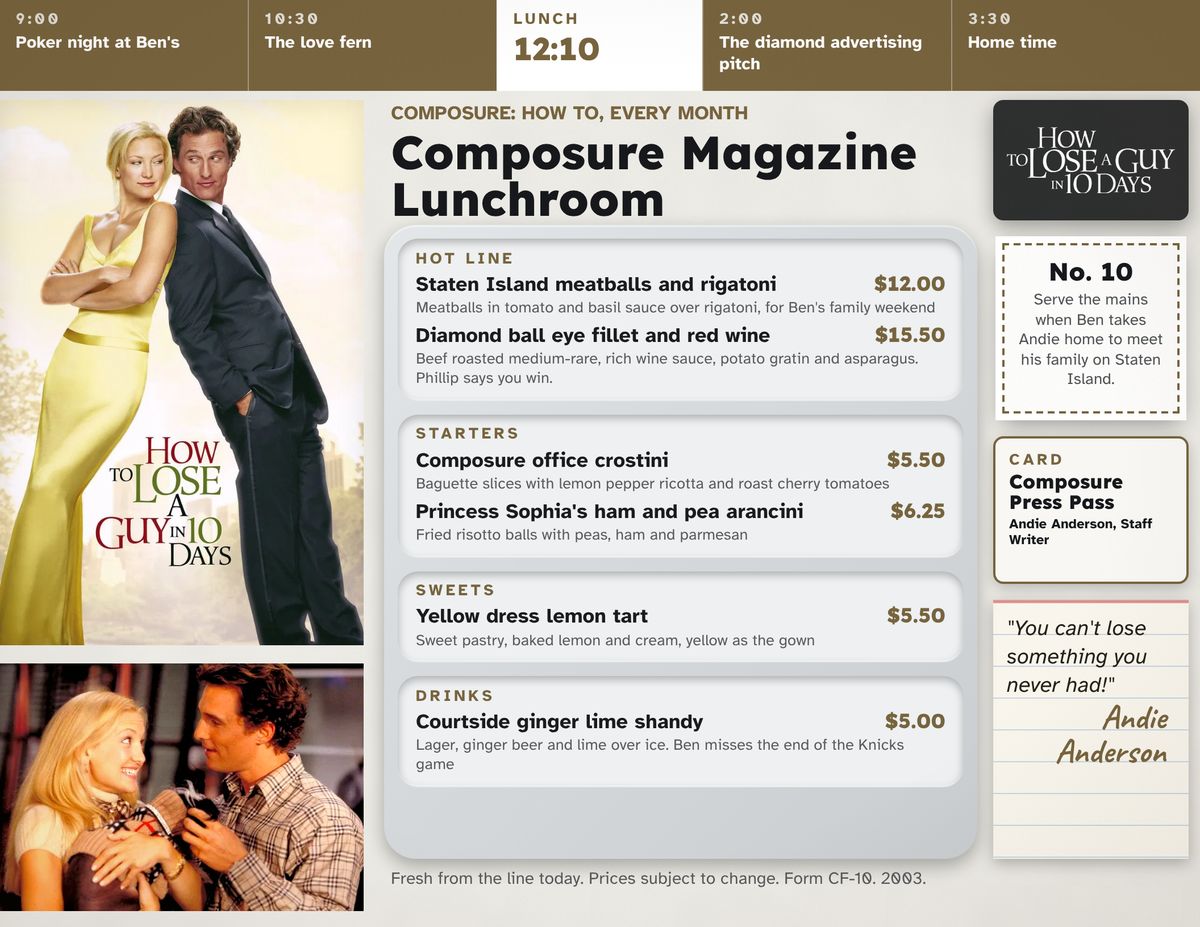 9:00
Poker night at Ben's
10:30
The love fern
LUNCH
12:10
2:00
The diamond advertising
pitch
3:30
Home time
HOW
TO LOSE
A
GUY IN 10
DAYS
COMPOSURE: HOW TO, EVERY MONTH
Composure Magazine
Lunchroom
HOT LINE
Staten Island meatballs and rigatoni $12.00
Meatballs in tomato and basil sauce over rigatoni, for Ben's family weekend
Diamond ball eye fillet and red wine $15.50
Beef roasted medium-rare, rich wine sauce, potato gratin and asparagus.
Phillip says you win.
STARTERS
Composure office crostini $5.50
Baguette slices with lemon pepper ricotta and roast cherry tomatoes
Princess Sophia's ham and pea arancini $6.25
Fried risotto balls with peas, ham and parmesan
SWEETS
Yellow dress lemon tart $5.50
Sweet pastry, baked lemon and cream, yellow as the gown
DRINKS
Courtside ginger lime shandy $5.00
Lager, ginger beer and lime over ice. Ben misses the end of the Knicks
game
Fresh from the line today. Prices subject to change. Form CF-10. 2003.
HOW
TO LOSE A GUY
IN 10 DAYS
No. 10
Serve the mains
when Ben takes
Andie home to meet
his family on Staten
Island.
CARD
Composure
Press Pass
Andie Anderson, Staff
Writer
"You can't lose
something you
never had!"
Andie
Anderson